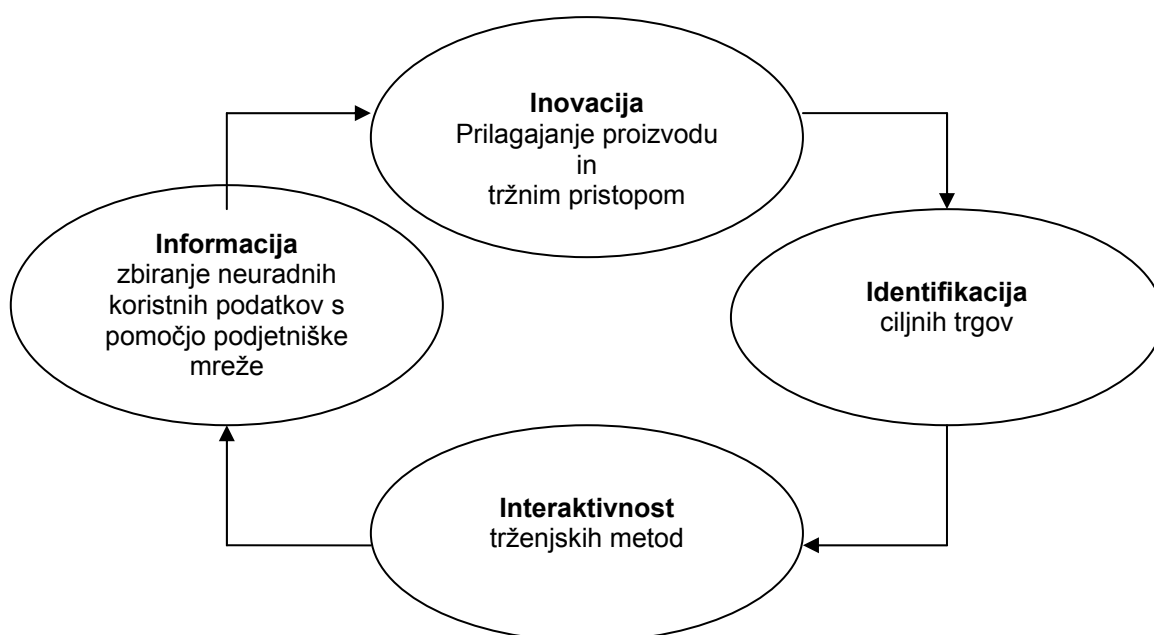 Inovacija
Prilagajanje proizvodu
in
tržnim pristopom
Informacija
zbiranje neuradnih
koristnih podatkov s
pomočjo podjetniške
mreže
Identifikacija
ciljnih trgov
Interaktivnost
trženjskih metod